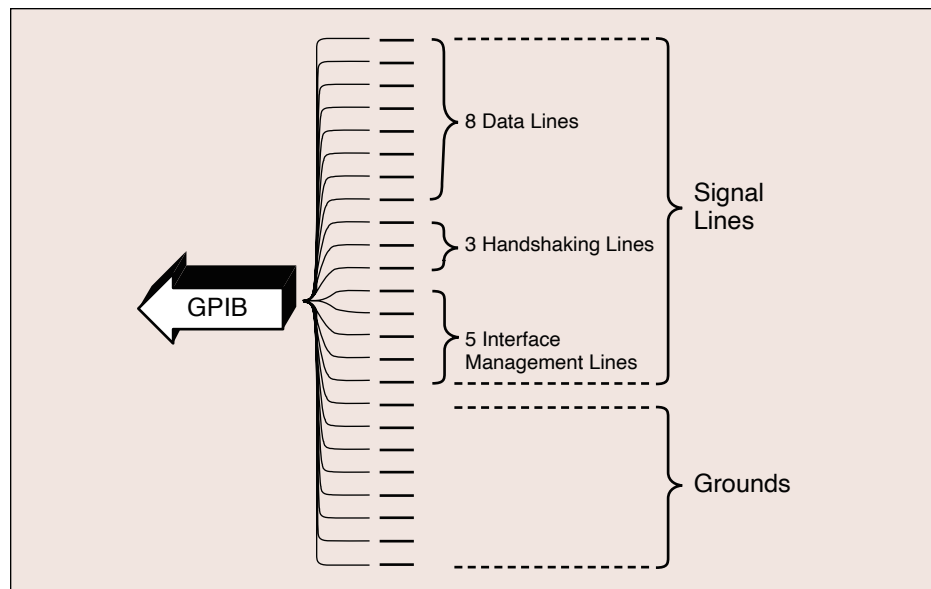 8 Data Lines
Signal
Lines
3 Handshaking Lines
GPIB
5 Interface
Management Lines
Grounds